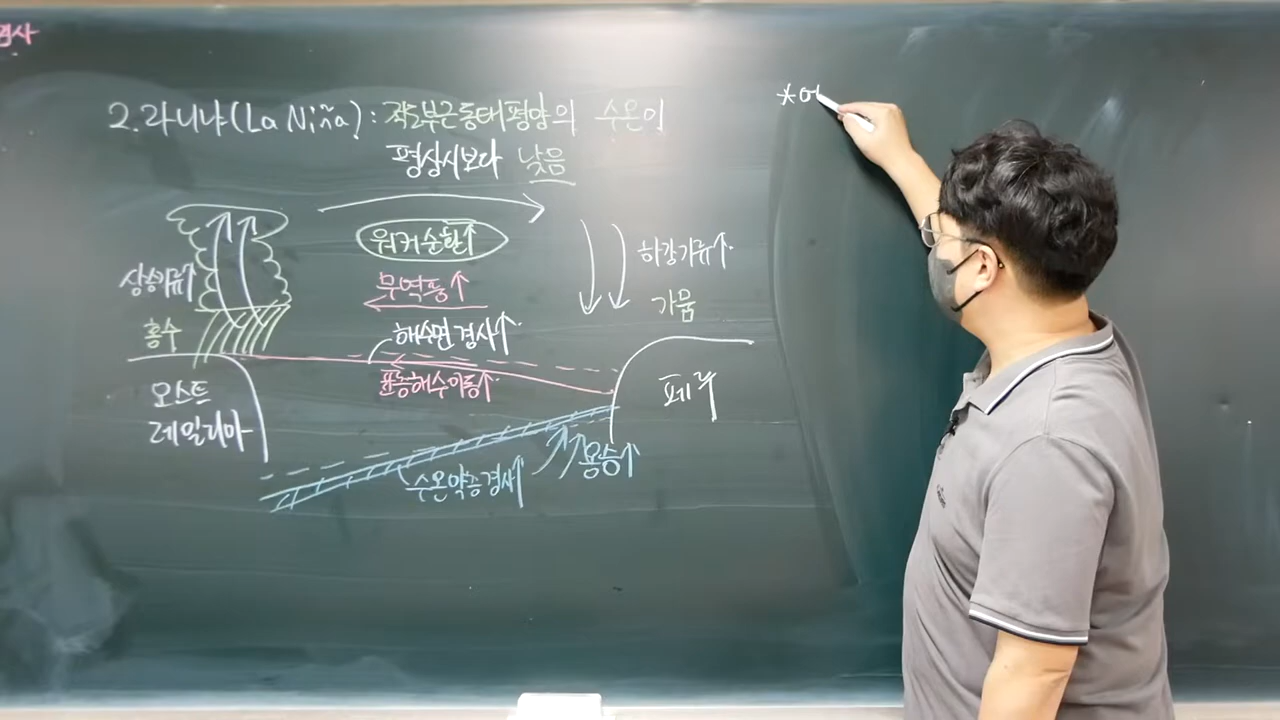 경사
2. 라니냐(La Niña) : 적도부근 동태평양의 수온이
평상시보다 낮음
워커순환↑
상승기류↑
하강기류↑
무역풍↑
홍수
가뭄
해수면 경사↑
표층해수이동↑
오스트
레일리아
페루
수온약층경사↑
용승↑